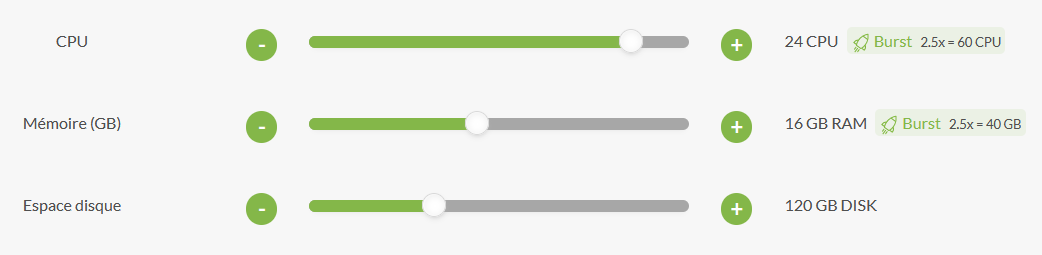 CPU - + 24 CPU Burst 2.5x = 60 CPU
Mémoire (GB) - + 16 GB RAM Burst 2.5x = 40 GB
Espace disque - + 120 GB DISK